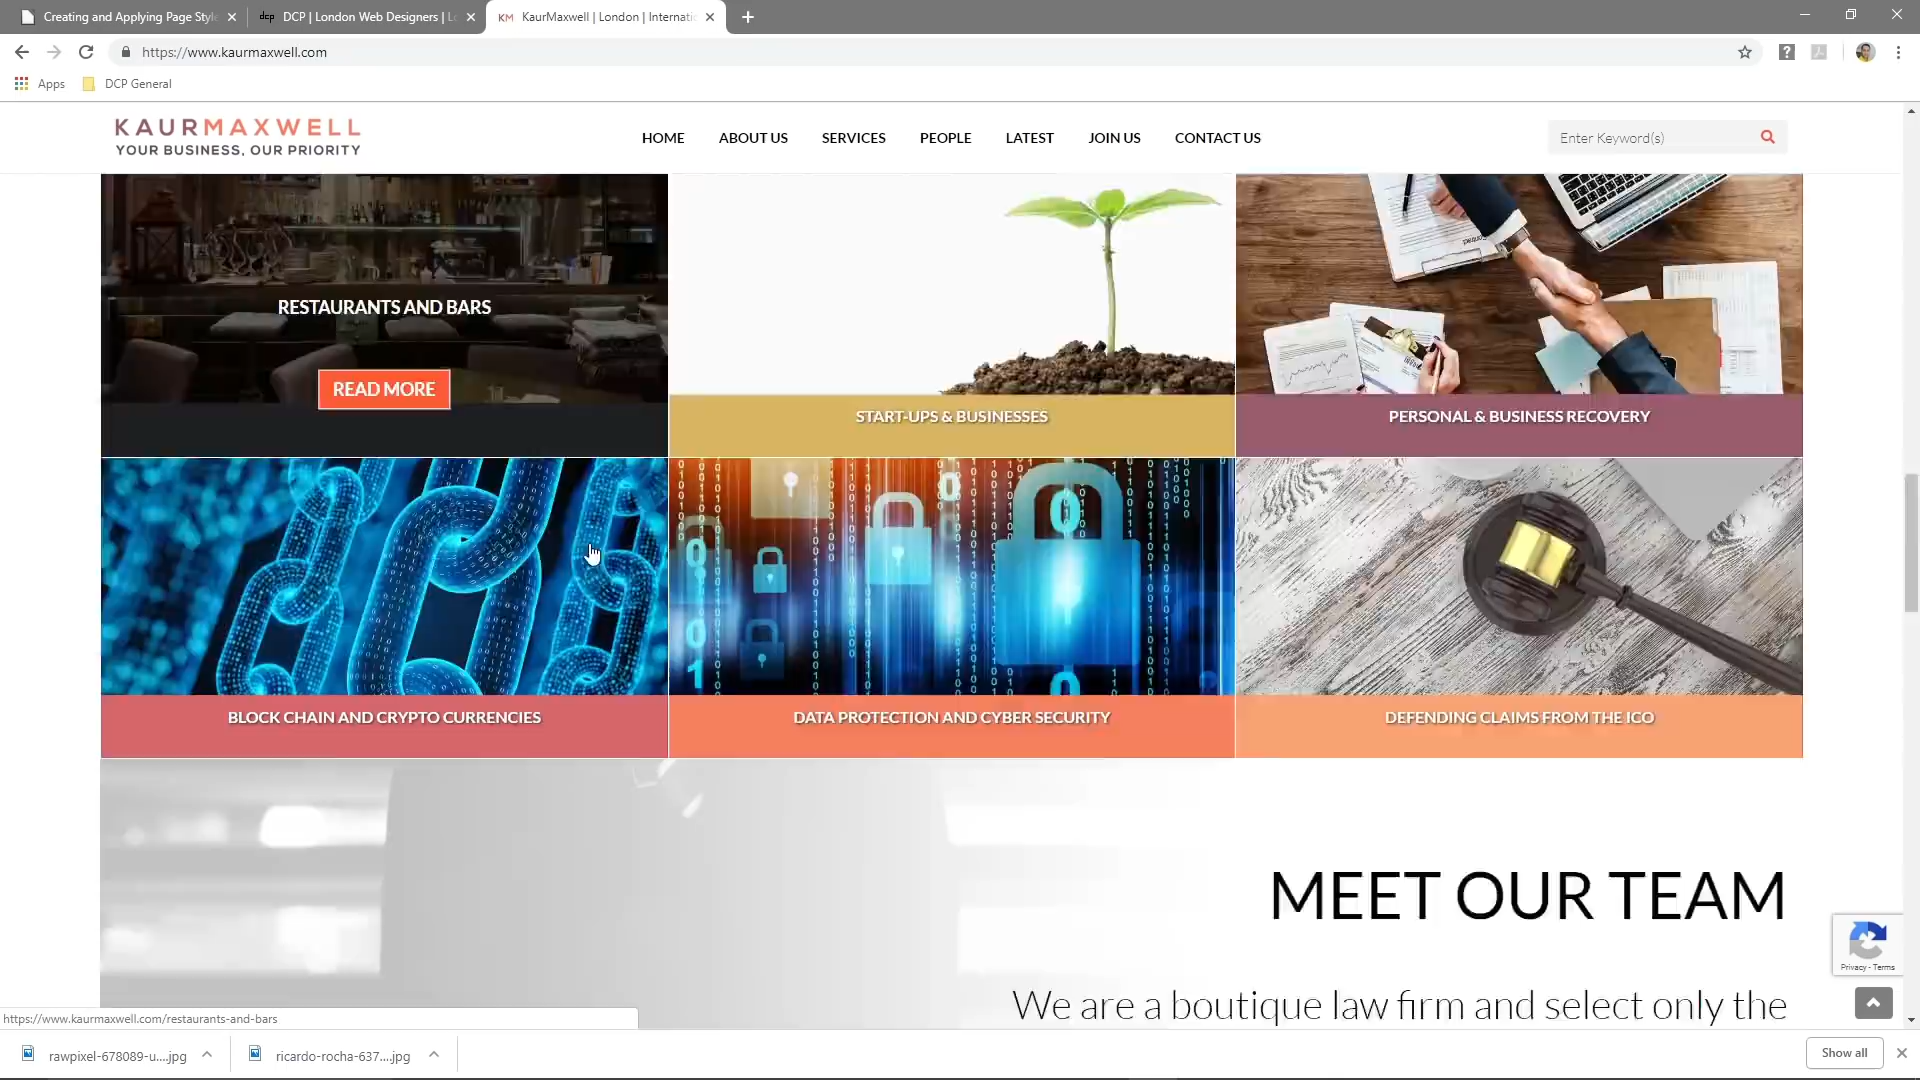 Creating and Applying Page Styl
dcp DCP | London Web Designers | Lo
KM KaurMaxwell | London | Internatio
https://www.kaurmaxwell.com
Apps
DCP General
KAURMAXWELL
YOUR BUSINESS, OUR PRIORITY
HOME ABOUT US SERVICES PEOPLE LATEST JOIN US CONTACT US
Enter Keyword(s)
RESTAURANTS AND BARS
READ MORE
START-UPS & BUSINESSES
PERSONAL & BUSINESS RECOVERY
BLOCK CHAIN AND CRYPTO CURRENCIES
DATA PROTECTION AND CYBER SECURITY
DEFENDING CLAIMS FROM THE ICO
MEET OUR TEAM
We are a boutique law firm and select only the
Privacy - Terms
https://www.kaurmaxwell.com/restaurants-and-bars
rawpixel-678089-u....jpg
ricardo-rocha-637....jpg
Show all